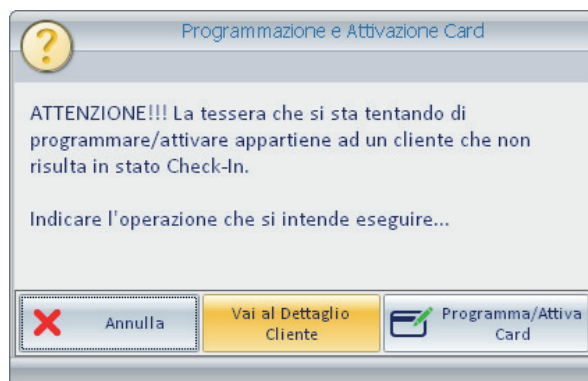 Programmazione e Attivazione Card
ATTENZIONE!!! La tessera che si sta tentando di
programmare/attivare appartiene ad un cliente che non
risulta in stato Check-In.
Indicare l'operazione che si intende eseguire...
Annulla
Vai al Dettaglio
Cliente
Programma/Attiva
Card